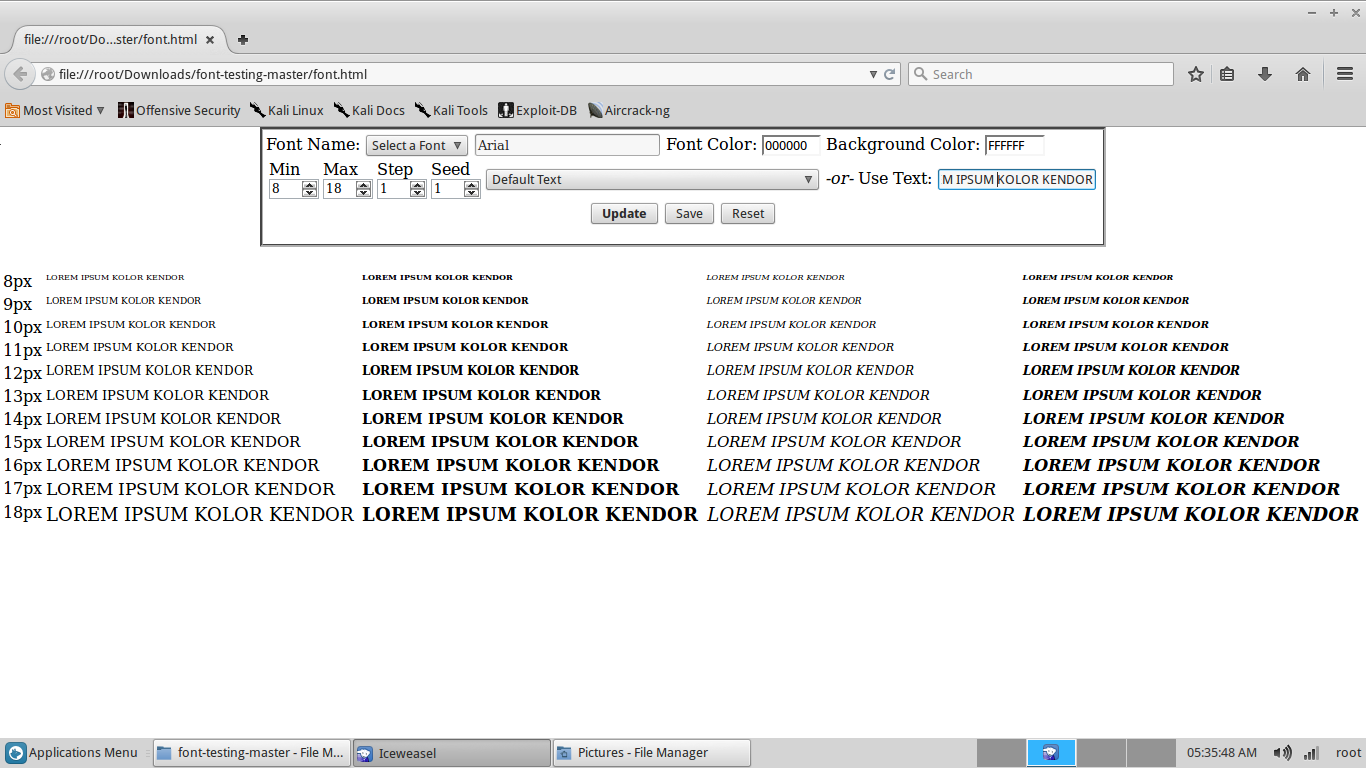 file:///root/Do...ster/font.html
file:///root/Downloads/font-testing-master/font.html
Search
Most Visited Offensive Security Kali Linux Kali Docs Kali Tools Exploit-DB Aircrack-ng
Font Name: Select a Font Arial Font Color: 000000 Background Color: FFFFFF
Min Max Step Seed
8 18 1 1 Default Text -or- Use Text: M IPSUM KOLOR KENDOR
Update Save Reset
8px LOREM IPSUM KOLOR KENDOR LOREM IPSUM KOLOR KENDOR LOREM IPSUM KOLOR KENDOR LOREM IPSUM KOLOR KENDOR
9px LOREM IPSUM KOLOR KENDOR LOREM IPSUM KOLOR KENDOR LOREM IPSUM KOLOR KENDOR LOREM IPSUM KOLOR KENDOR
10px LOREM IPSUM KOLOR KENDOR LOREM IPSUM KOLOR KENDOR LOREM IPSUM KOLOR KENDOR LOREM IPSUM KOLOR KENDOR
11px LOREM IPSUM KOLOR KENDOR LOREM IPSUM KOLOR KENDOR LOREM IPSUM KOLOR KENDOR LOREM IPSUM KOLOR KENDOR
12px LOREM IPSUM KOLOR KENDOR LOREM IPSUM KOLOR KENDOR LOREM IPSUM KOLOR KENDOR LOREM IPSUM KOLOR KENDOR
13px LOREM IPSUM KOLOR KENDOR LOREM IPSUM KOLOR KENDOR LOREM IPSUM KOLOR KENDOR LOREM IPSUM KOLOR KENDOR
14px LOREM IPSUM KOLOR KENDOR LOREM IPSUM KOLOR KENDOR LOREM IPSUM KOLOR KENDOR LOREM IPSUM KOLOR KENDOR
15px LOREM IPSUM KOLOR KENDOR LOREM IPSUM KOLOR KENDOR LOREM IPSUM KOLOR KENDOR LOREM IPSUM KOLOR KENDOR
16px LOREM IPSUM KOLOR KENDOR LOREM IPSUM KOLOR KENDOR LOREM IPSUM KOLOR KENDOR LOREM IPSUM KOLOR KENDOR
17px LOREM IPSUM KOLOR KENDOR LOREM IPSUM KOLOR KENDOR LOREM IPSUM KOLOR KENDOR LOREM IPSUM KOLOR KENDOR
18px LOREM IPSUM KOLOR KENDOR LOREM IPSUM KOLOR KENDOR LOREM IPSUM KOLOR KENDOR LOREM IPSUM KOLOR KENDOR
Applications Menu font-testing-master - File M... Iceweasel Pictures - File Manager 05:35:48 AM root